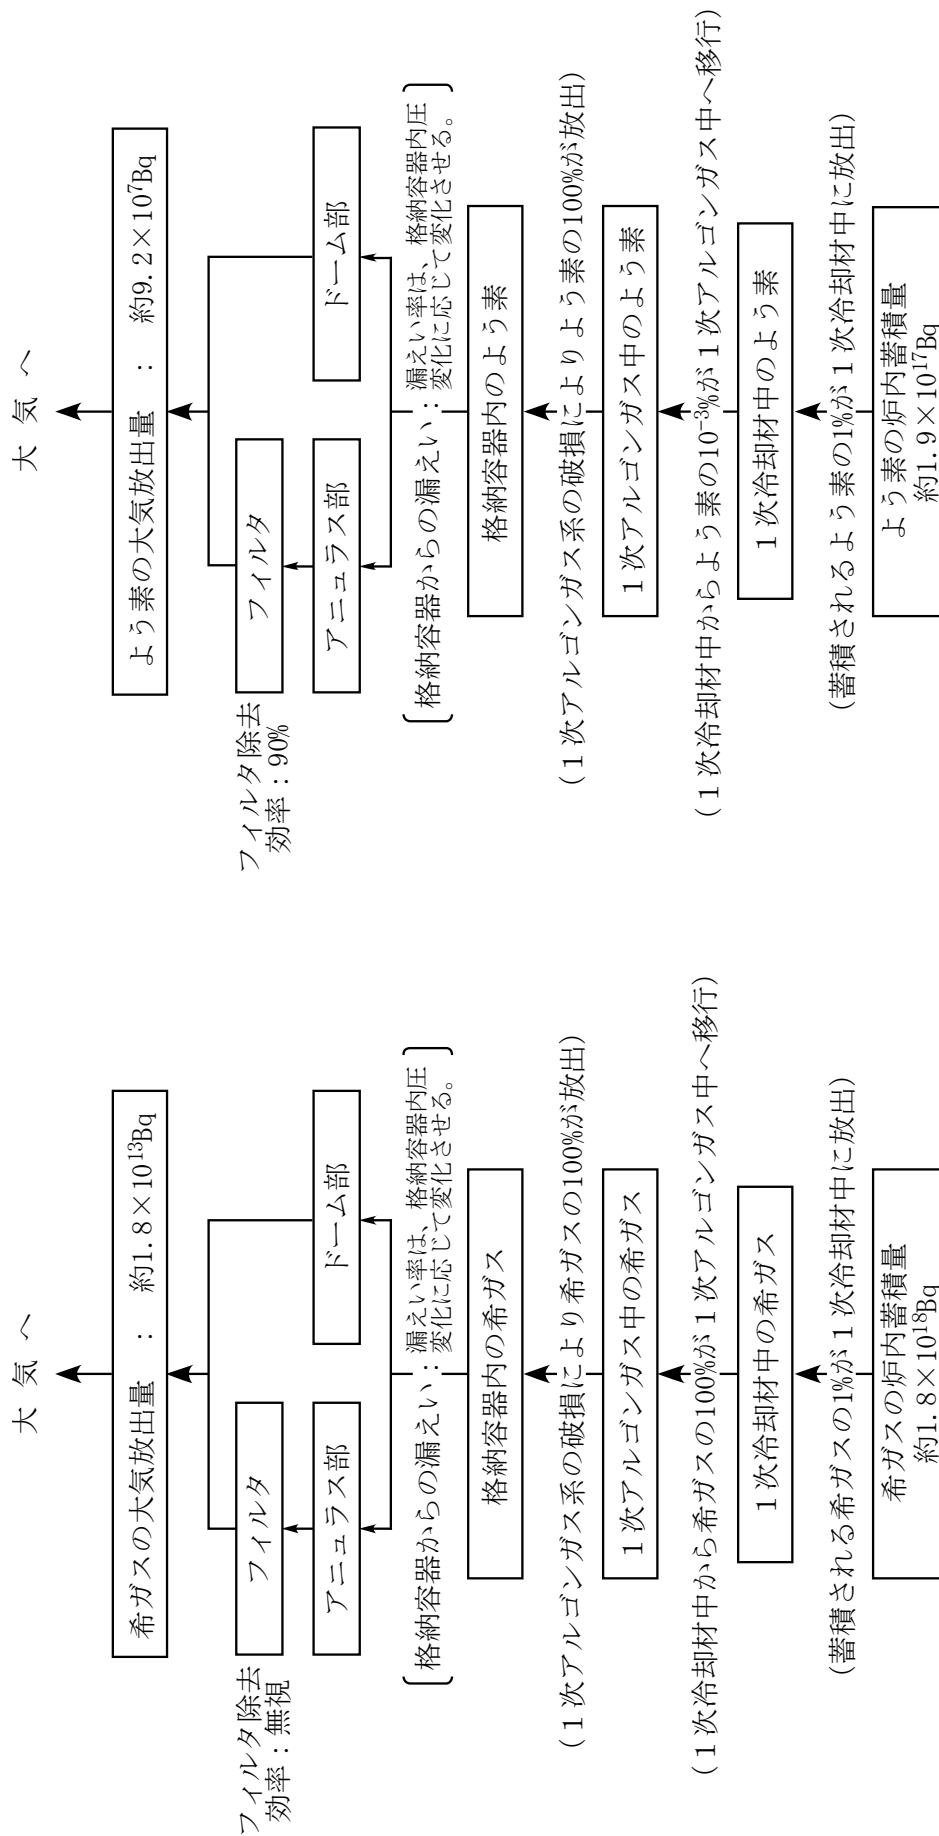 大 気 へ
希ガスの大気放出量 ： 約1.8×10¹³Bq
フィルタ除去
効率：無視
フィルタ
アニュラス部
ドーム部
格納容器からの漏えい：漏えい率は、格納容器内圧
変化に応じて変化させる。
格納容器内の希ガス
(１次アルゴンガス系の破損により希ガスの100%が放出)
１次アルゴンガス中の希ガス
(１次冷却材中から希ガスの100%が１次アルゴンガス中へ移行)
１次冷却材中の希ガス
(蓄積される希ガスの1%が１次冷却材中に放出)
希ガスの炉内蓄積量
約1.8×10¹⁸Bq
大 気 へ
よう素の大気放出量 ： 約9.2×10⁷Bq
フィルタ除去
効率：90%
フィルタ
アニュラス部
ドーム部
格納容器からの漏えい：漏えい率は、格納容器内圧
変化に応じて変化させる。
格納容器内のよう素
(１次アルゴンガス系の破損によりよう素の100%が放出)
１次アルゴンガス中のよう素
(１次冷却材中からよう素の10⁻³%が１次アルゴンガス中へ移行)
１次冷却材中のよう素
(蓄積されるよう素の1%が１次冷却材中に放出)
よう素の炉内蓄積量
約1.9×10¹⁷Bq